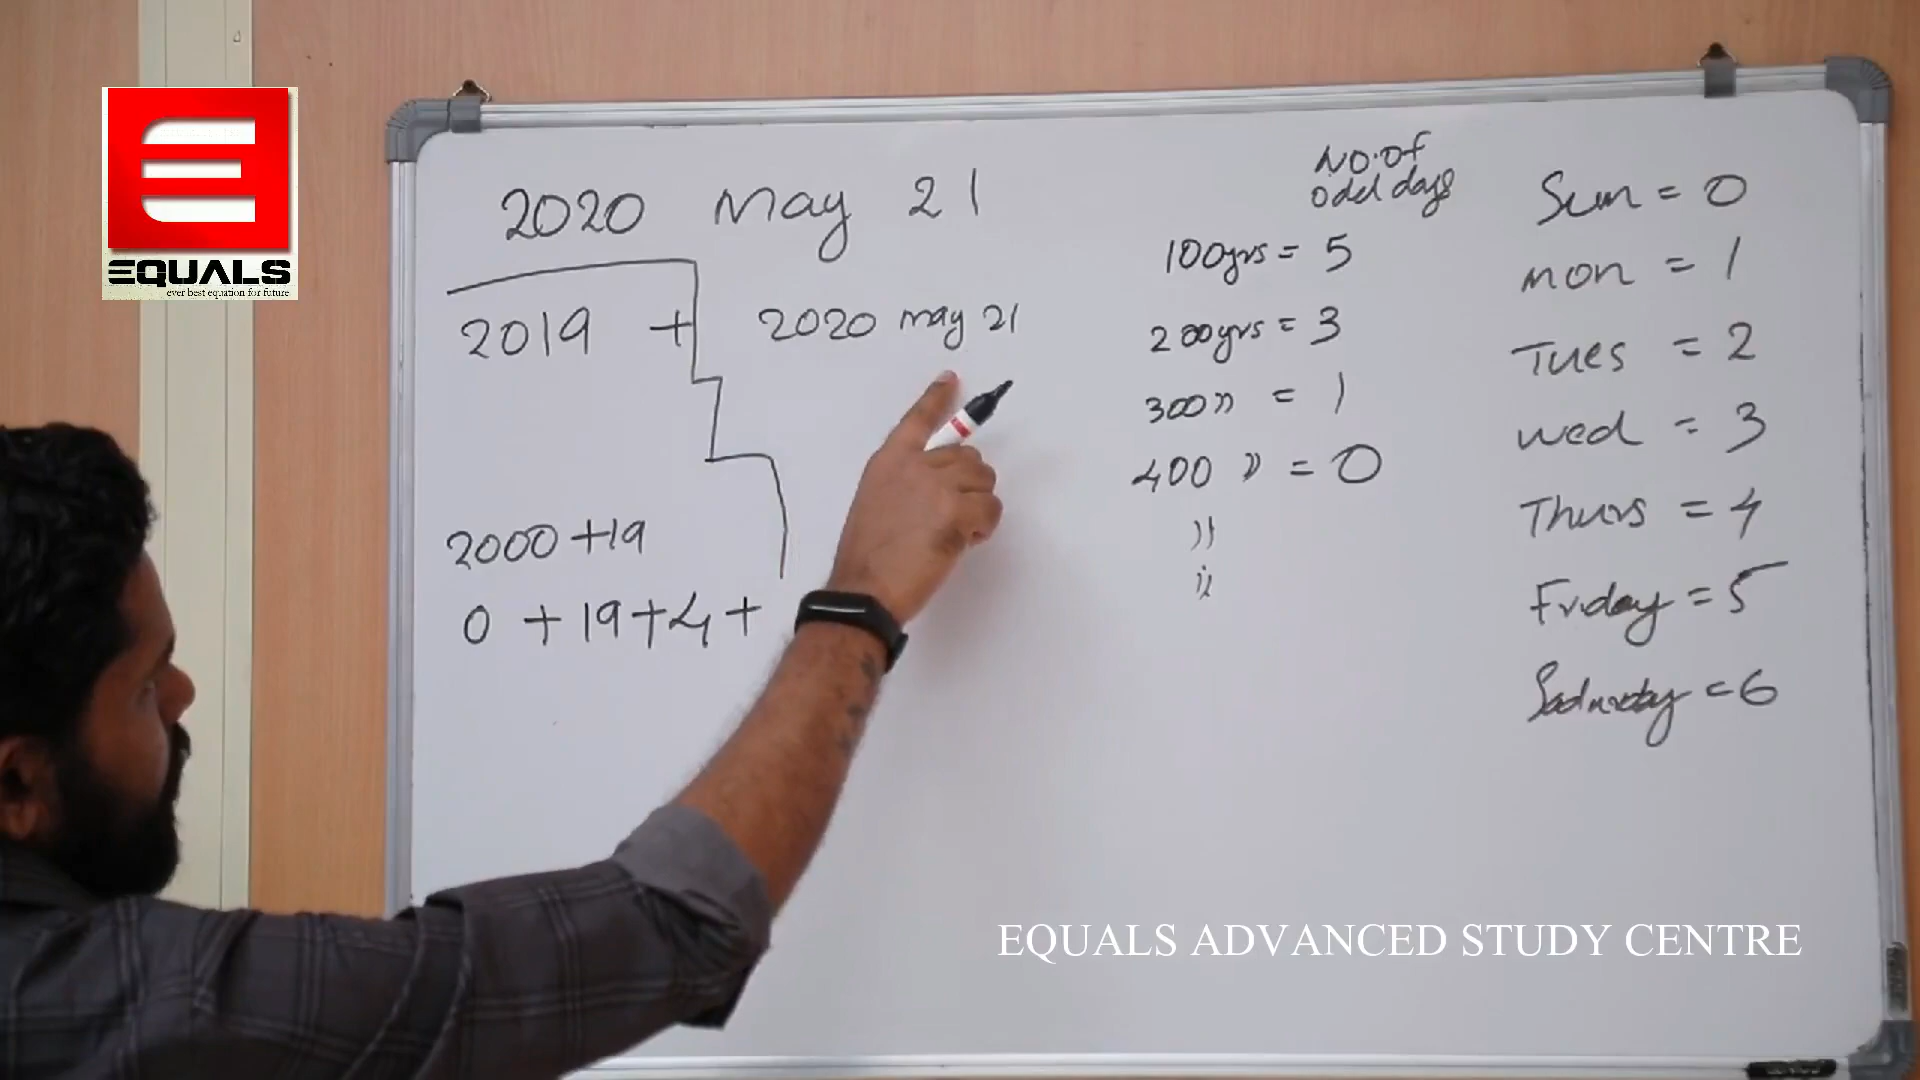 EQUALS
ever best equation for future
2020 May 21
2019 + 2020 may 21
2000 + 19
0 + 19 + 4 +
NO. of
odd days
100yrs = 5
200yrs = 3
300 〃 = 1
400 〃 = 0
〃
〃
Sun = 0
mon = 1
Tues = 2
wed = 3
Thurs = 4
Friday = 5
= 6
EQUALS ADVANCED STUDY CENTRE